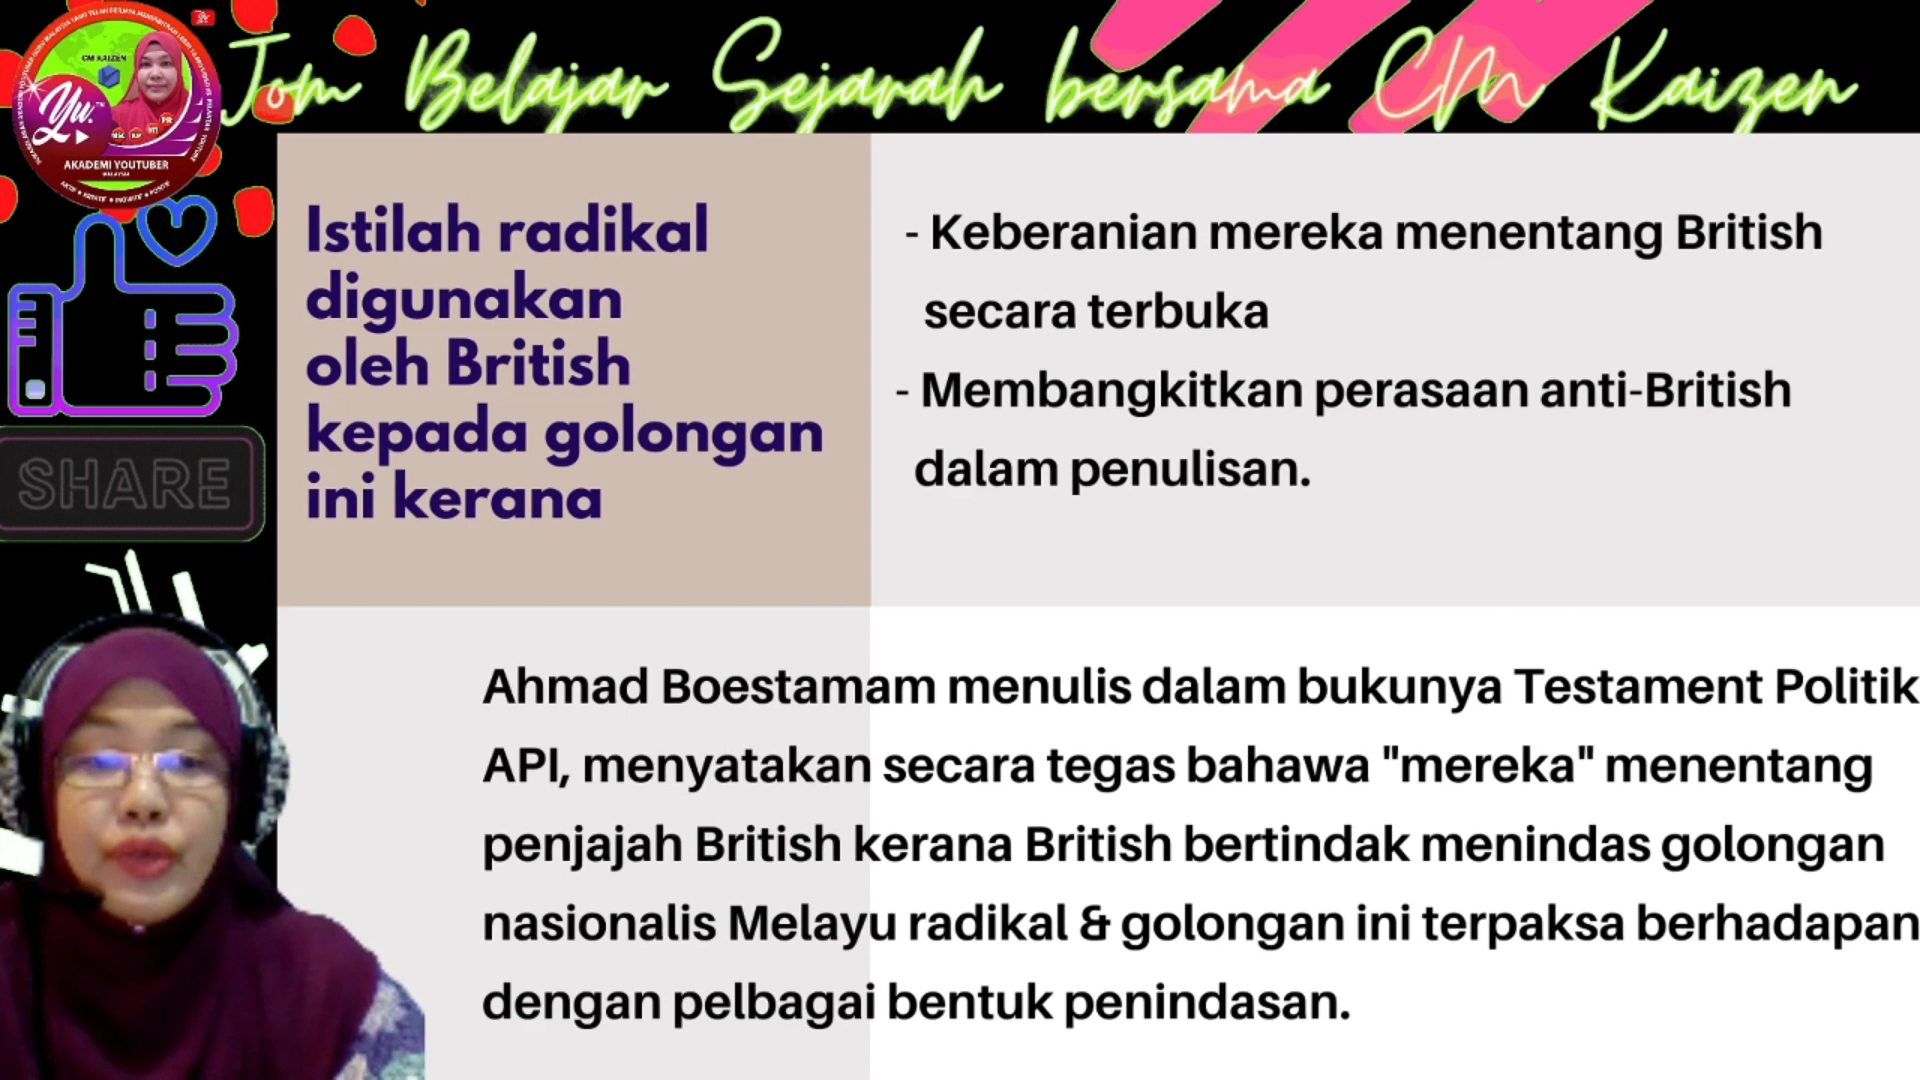 Jom Belajar Sejarah bersama CM Kaizen
CM KAIZEN
Yu.
AKADEMI YOUTUBER
MALAYSIA
SHARE
Istilah radikal
digunakan
oleh British
kepada golongan
ini kerana
- Keberanian mereka menentang British
secara terbuka
- Membangkitkan perasaan anti-British
dalam penulisan.
Ahmad Boestamam menulis dalam bukunya Testament Politik
API, menyatakan secara tegas bahawa "mereka" menentang
penjajah British kerana British bertindak menindas golongan
nasionalis Melayu radikal & golongan ini terpaksa berhadapan
dengan pelbagai bentuk penindasan.